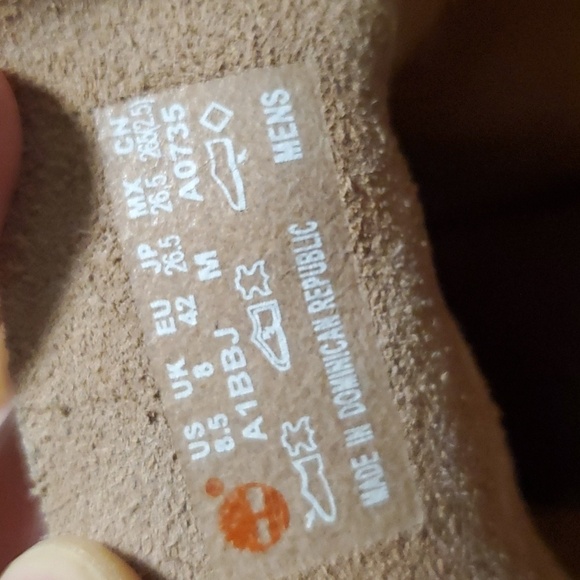 US UK EU JP MX CN
8.5 8 42 26.5 26.5 265(2.5)
A1BBJ M A0735
MENS
MADE IN DOMINICAN REPUBLIC